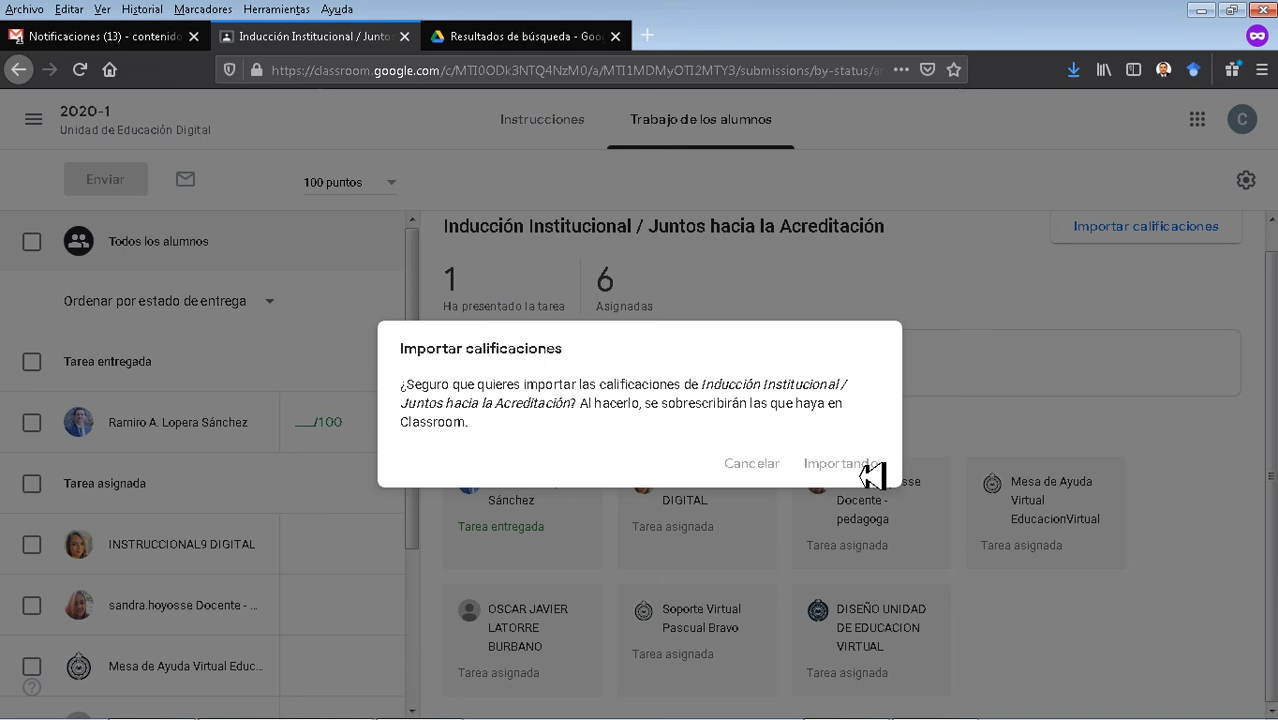 Archivo Editar Ver Historial Marcadores Herramientas Ayuda
Notificaciones (13) - contenido
Inducción Institucional / Juntos
Resultados de búsqueda - Goo
https://classroom.google.com/c/MTI0ODk3NTQ4NzM0/a/MTI1MDMyOTI2MTY3/submissions/by-status/a
2020-1
Unidad de Educación Digital
Instrucciones
Trabajo de los alumnos
C
Enviar
100 puntos
Todos los alumnos
Ordenar por estado de entrega
Tarea entregada
Ramiro A. Lopera Sánchez
/100
Tarea asignada
INSTRUCCIONAL9 DIGITAL
sandra.hoyosse Docente - ...
Mesa de Ayuda Virtual Educ...
Inducción Institucional / Juntos hacia la Acreditación
Importar calificaciones
1
Ha presentado la tarea
6
Asignadas
Importar calificaciones
¿Seguro que quieres importar las calificaciones de Inducción Institucional /
Juntos hacia la Acreditación? Al hacerlo, se sobrescribirán las que haya en
Classroom.
Cancelar
Importando
Sánchez
Tarea entregada
DIGITAL
Tarea asignada
Docente -
pedagoga
Tarea asignada
Mesa de Ayuda
Virtual
EducacionVirtual
Tarea asignada
OSCAR JAVIER
LATORRE
BURBANO
Tarea asignada
Soporte Virtual
Pascual Bravo
Tarea asignada
DISEÑO UNIDAD
DE EDUCACION
VIRTUAL
Tarea asignada